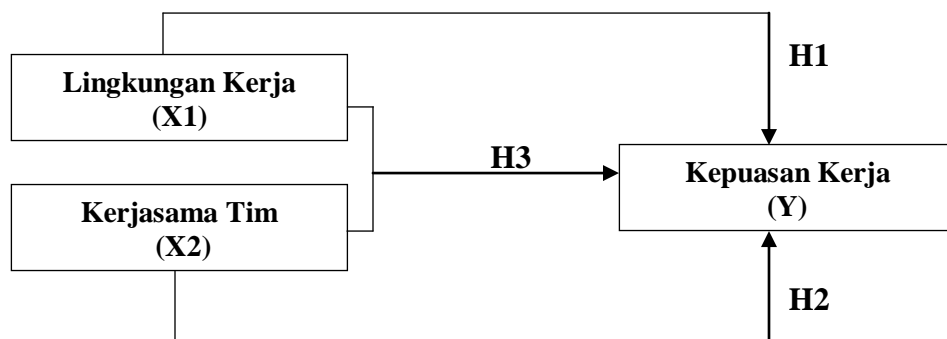 Lingkungan Kerja
(X1)
H1
H3
Kepuasan Kerja
(Y)
Kerjasama Tim
(X2)
H2